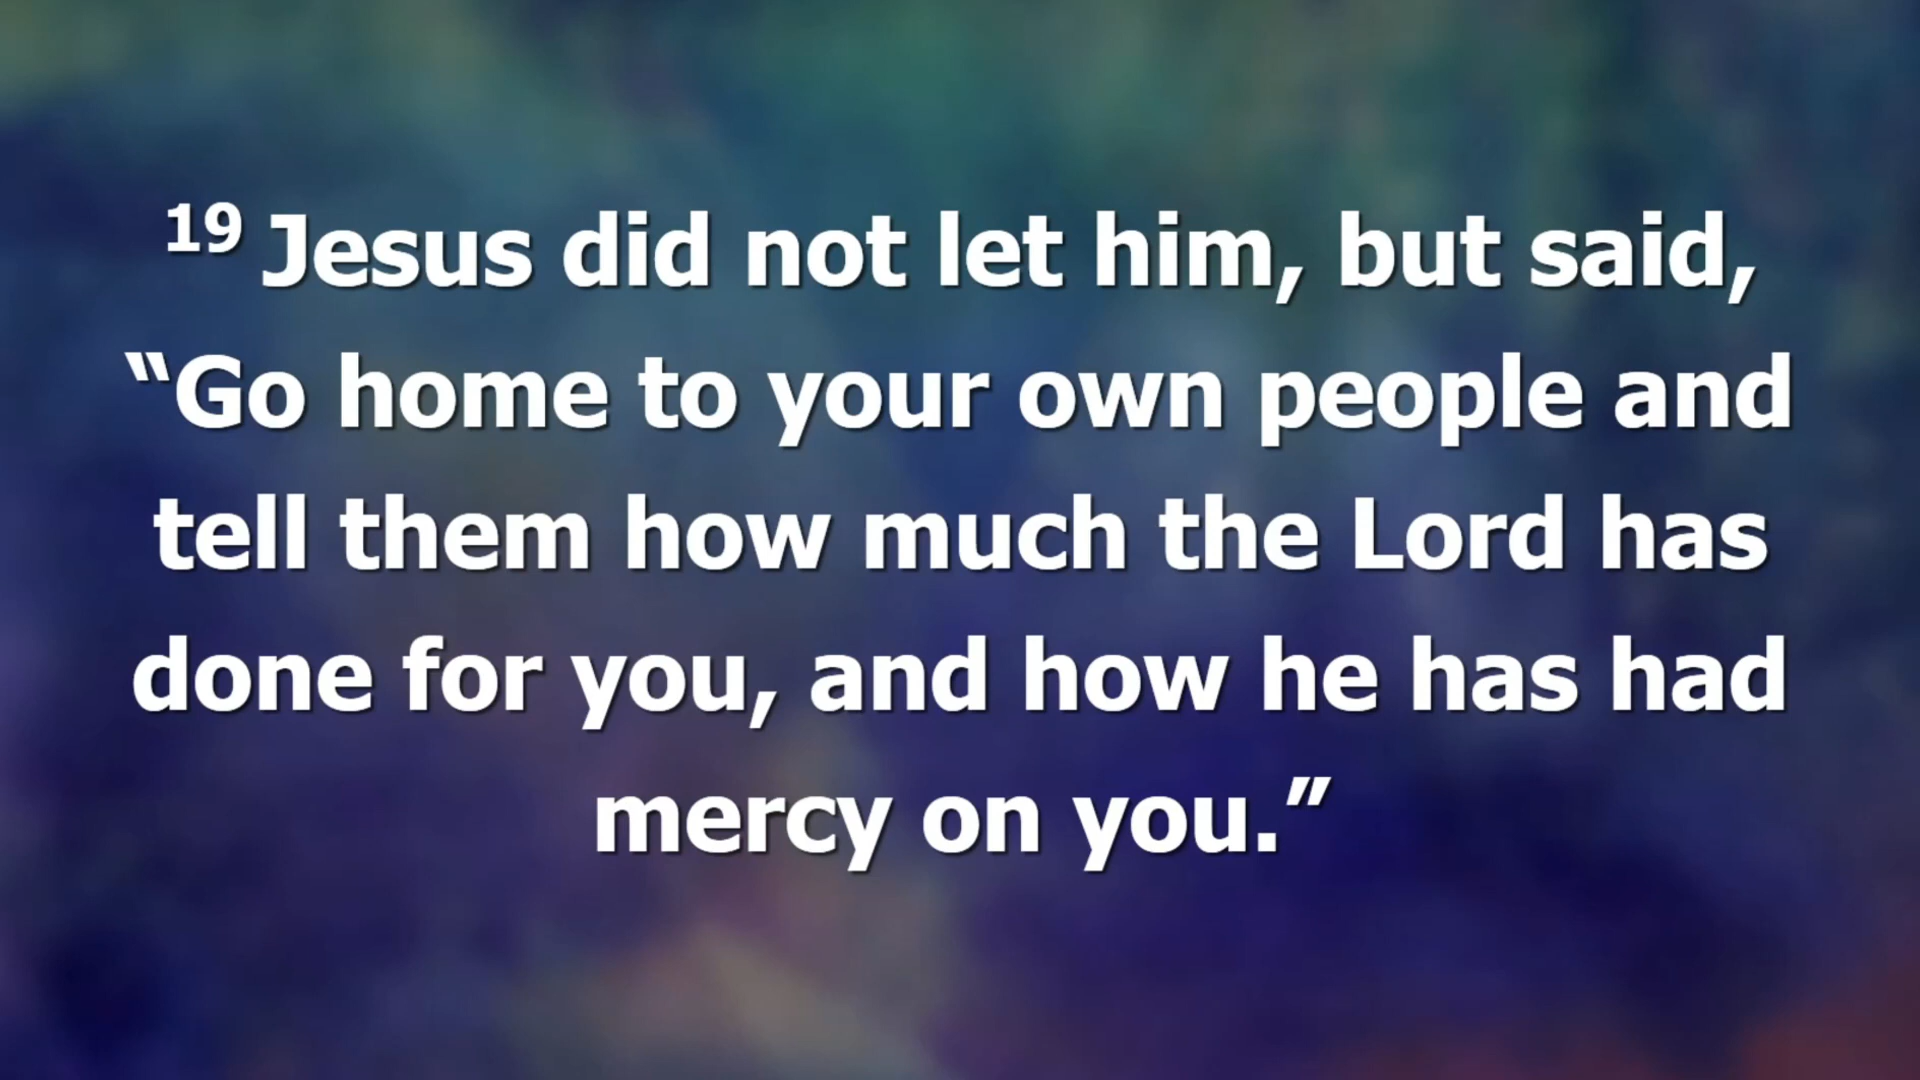 19 Jesus did not let him, but said,
“Go home to your own people and
tell them how much the Lord has
done for you, and how he has had
mercy on you.”